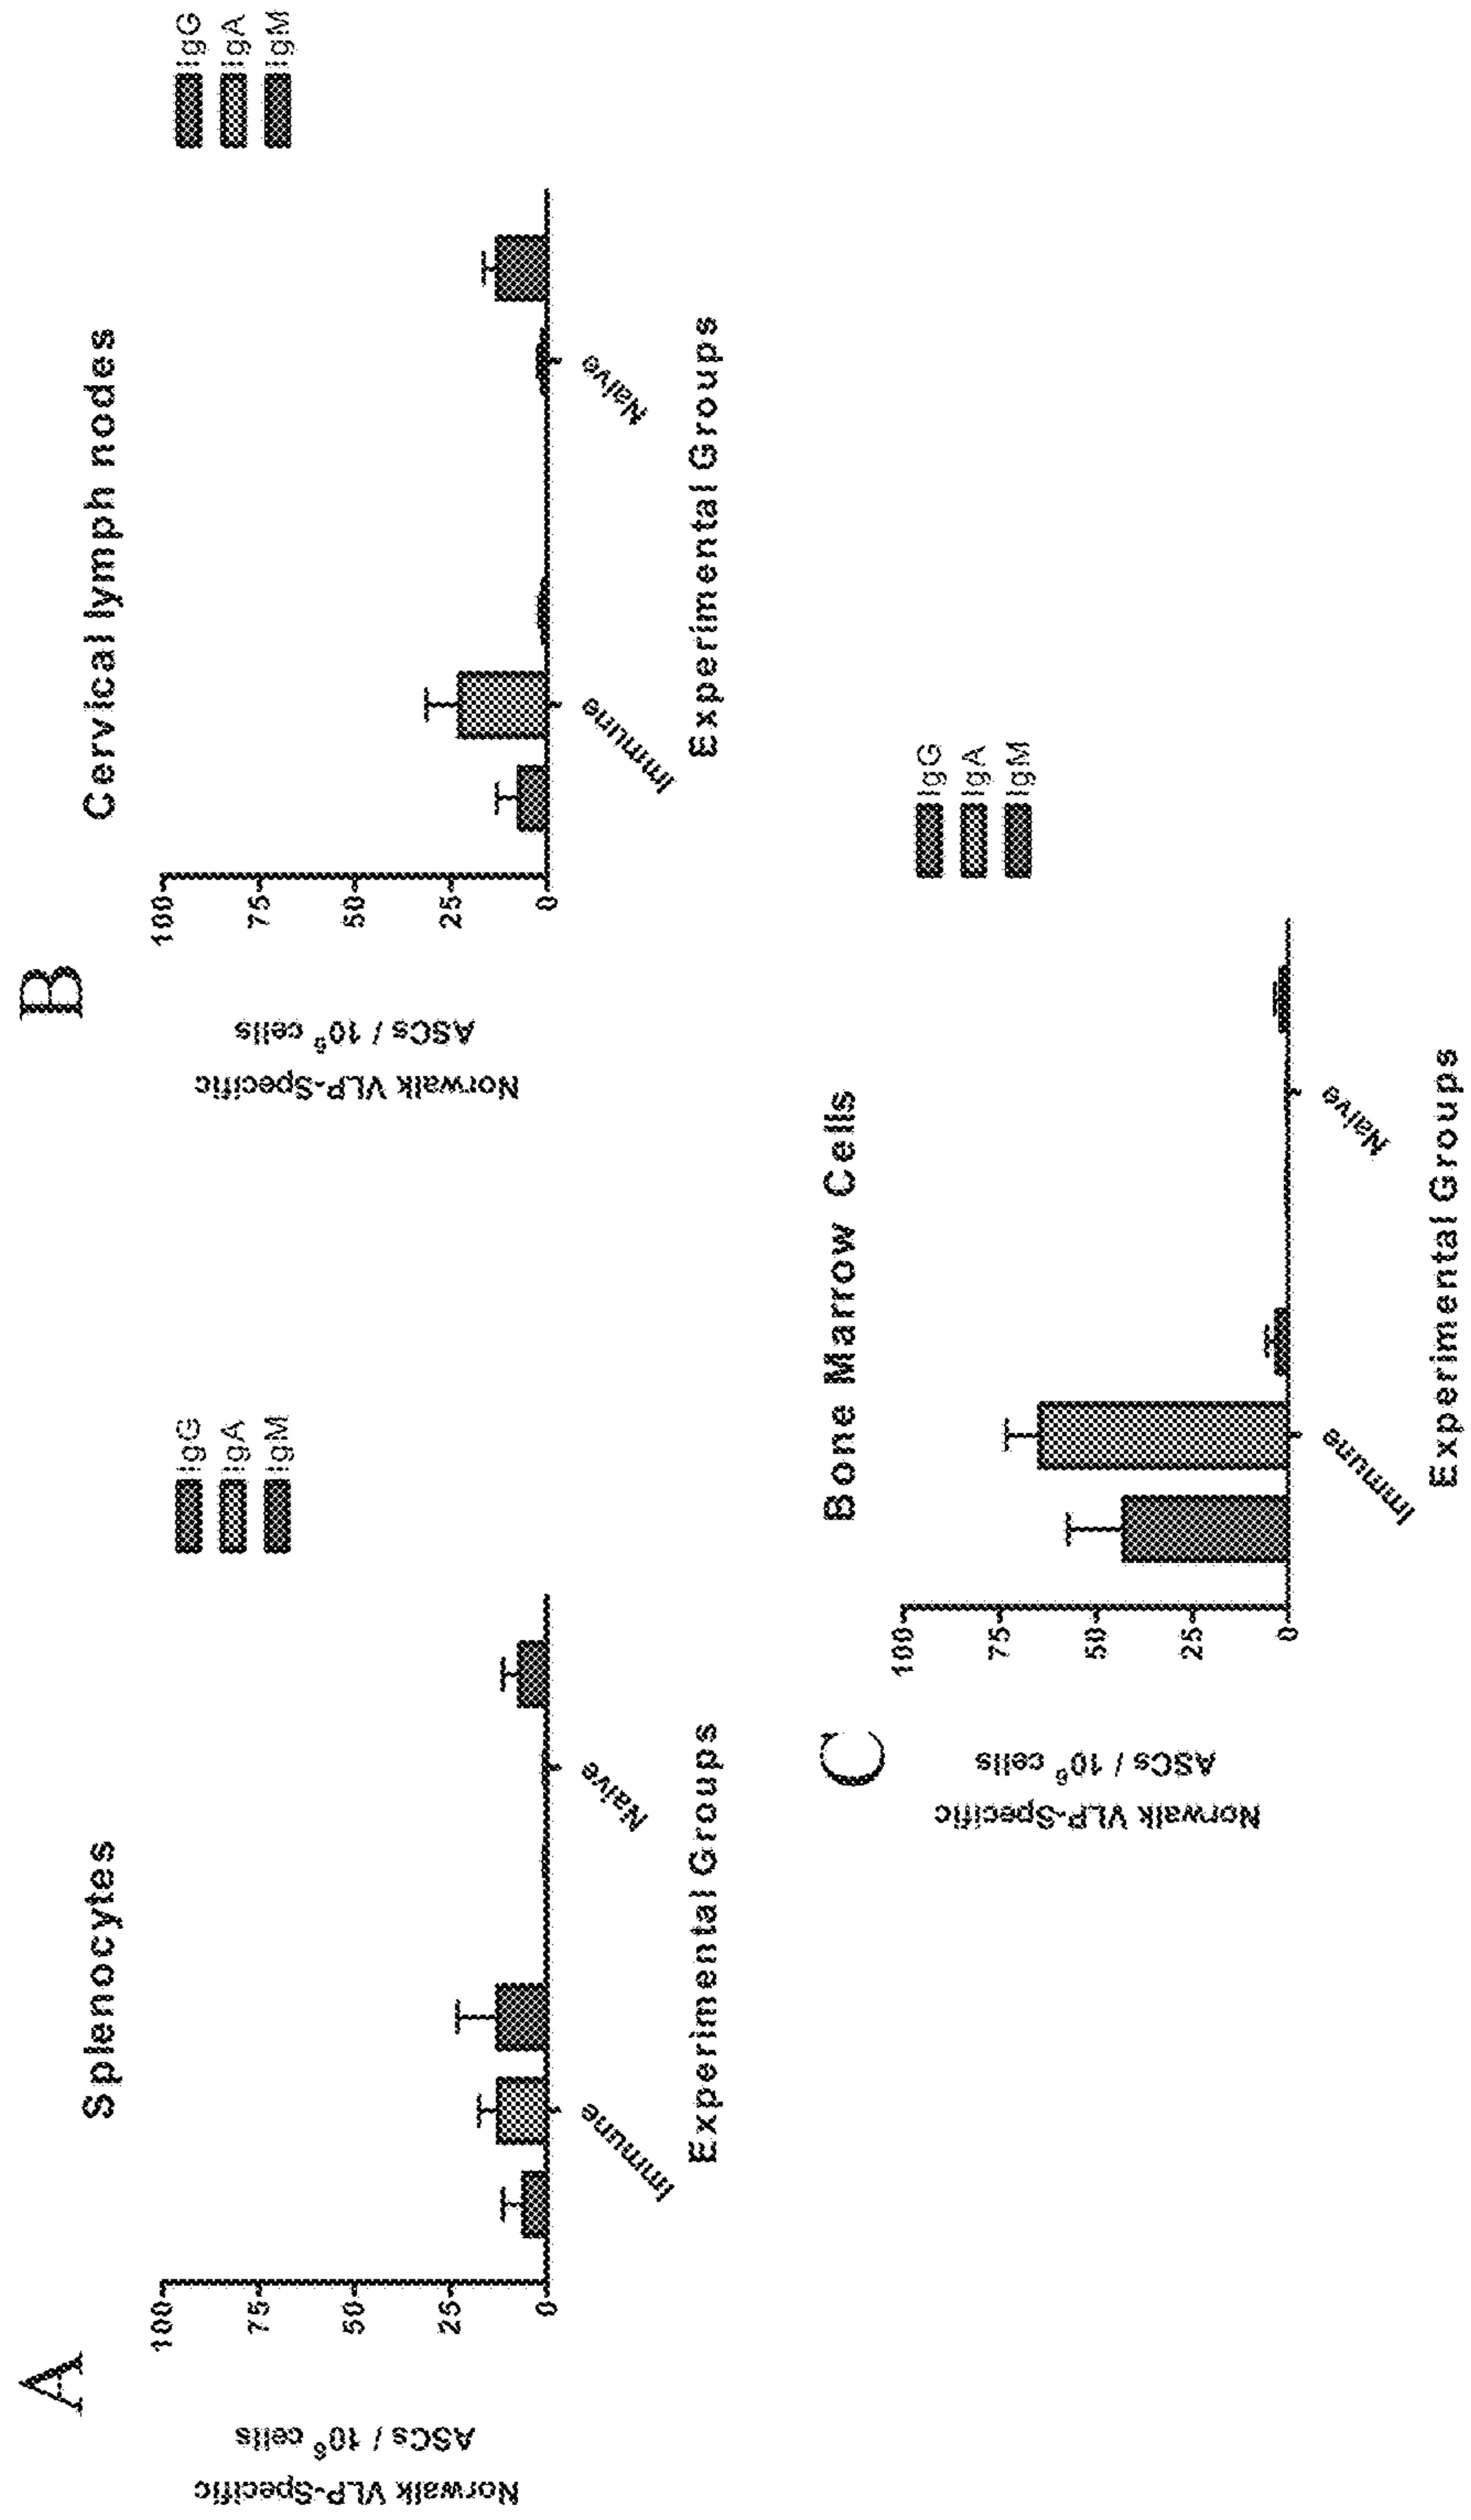 A
Splenocytes
IgG
IgA
IgM
Norwalk VLP-Specific
ASCs / 10⁶ cells
100
75
50
25
0
Immune
Naive
Experimental Groups
B
Cervical lymph nodes
IgG
IgA
IgM
Norwalk VLP-Specific
ASCs / 10⁶ cells
100
75
50
25
0
Immune
Naive
Experimental Groups
C
Bone Marrow Cells
IgG
IgA
IgM
Norwalk VLP-Specific
ASCs / 10⁶ cells
100
75
50
25
0
Immune
Naive
Experimental Groups